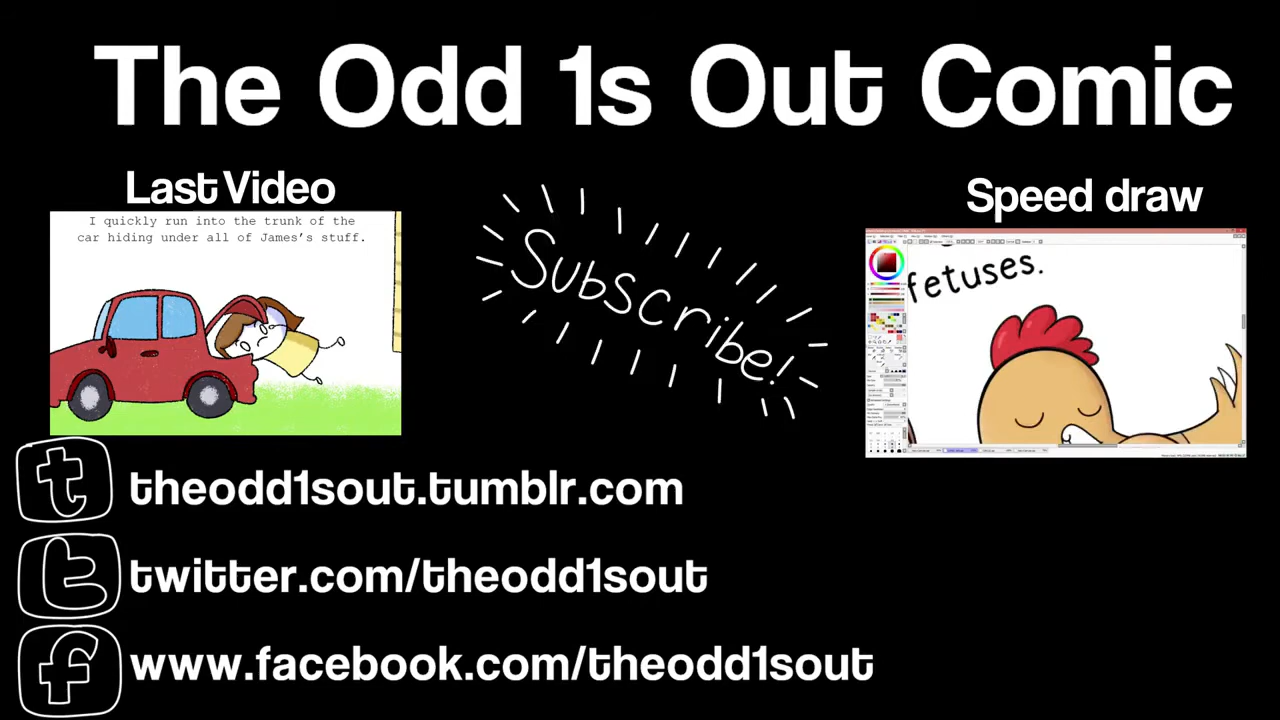 The Odd 1s Out Comic
Last Video
I quickly run into the trunk of the
car hiding under all of James's stuff.
Subscribe!
Speed draw
fetuses.
t theodd1sout.tumblr.com
t twitter.com/theodd1sout
f www.facebook.com/theodd1sout